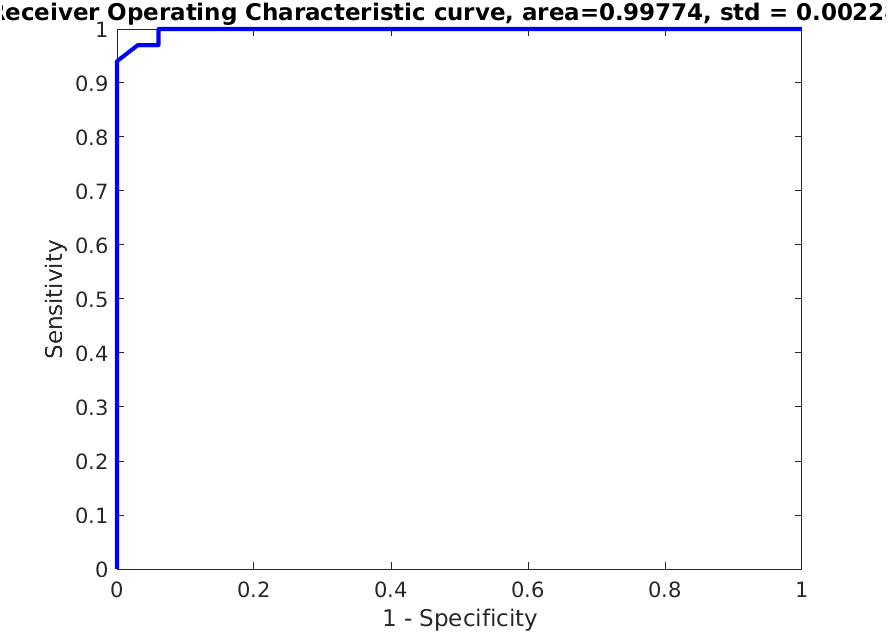 eceiver Operating Characteristic curve, area=0.99774, std = 0.0022
1
0.9
0.8
0.7
0.6
0.5
0.4
0.3
0.2
0.1
0
Sensitivity
0 0.2 0.4 0.6 0.8 1
1 - Specificity